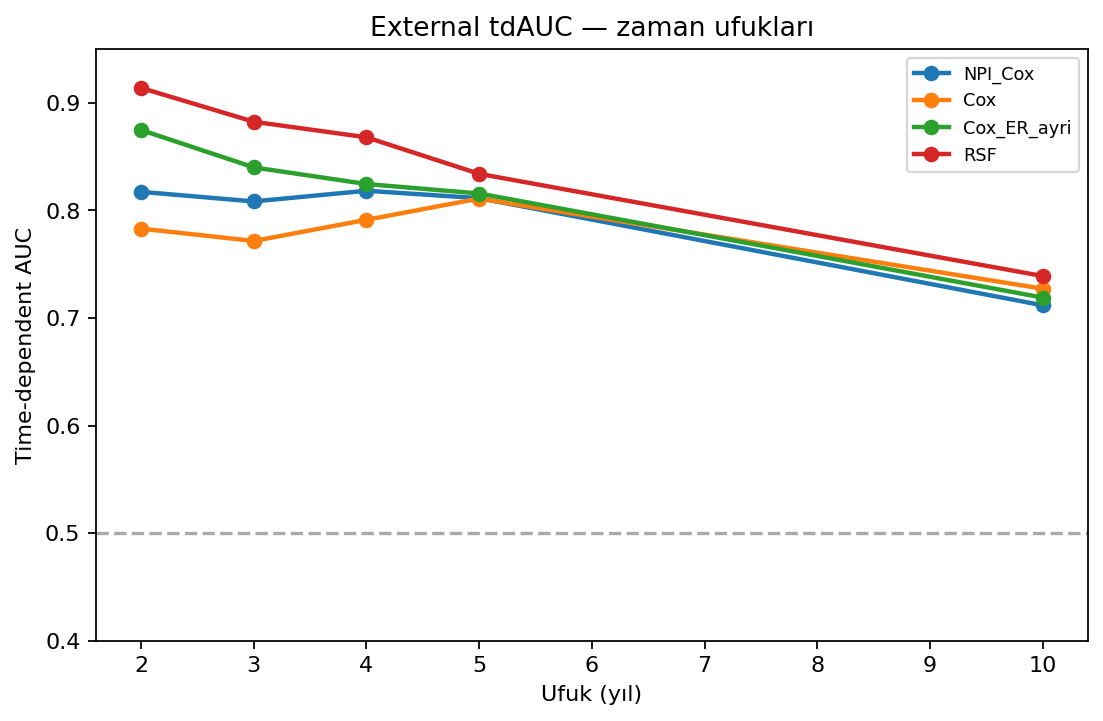 External tdAUC — zaman ufukları
NPI_Cox
Cox
Cox_ER_ayri
RSF
Time-dependent AUC
0.9
0.8
0.7
0.6
0.5
0.4
2 3 4 5 6 7 8 9 10
Ufuk (yıl)